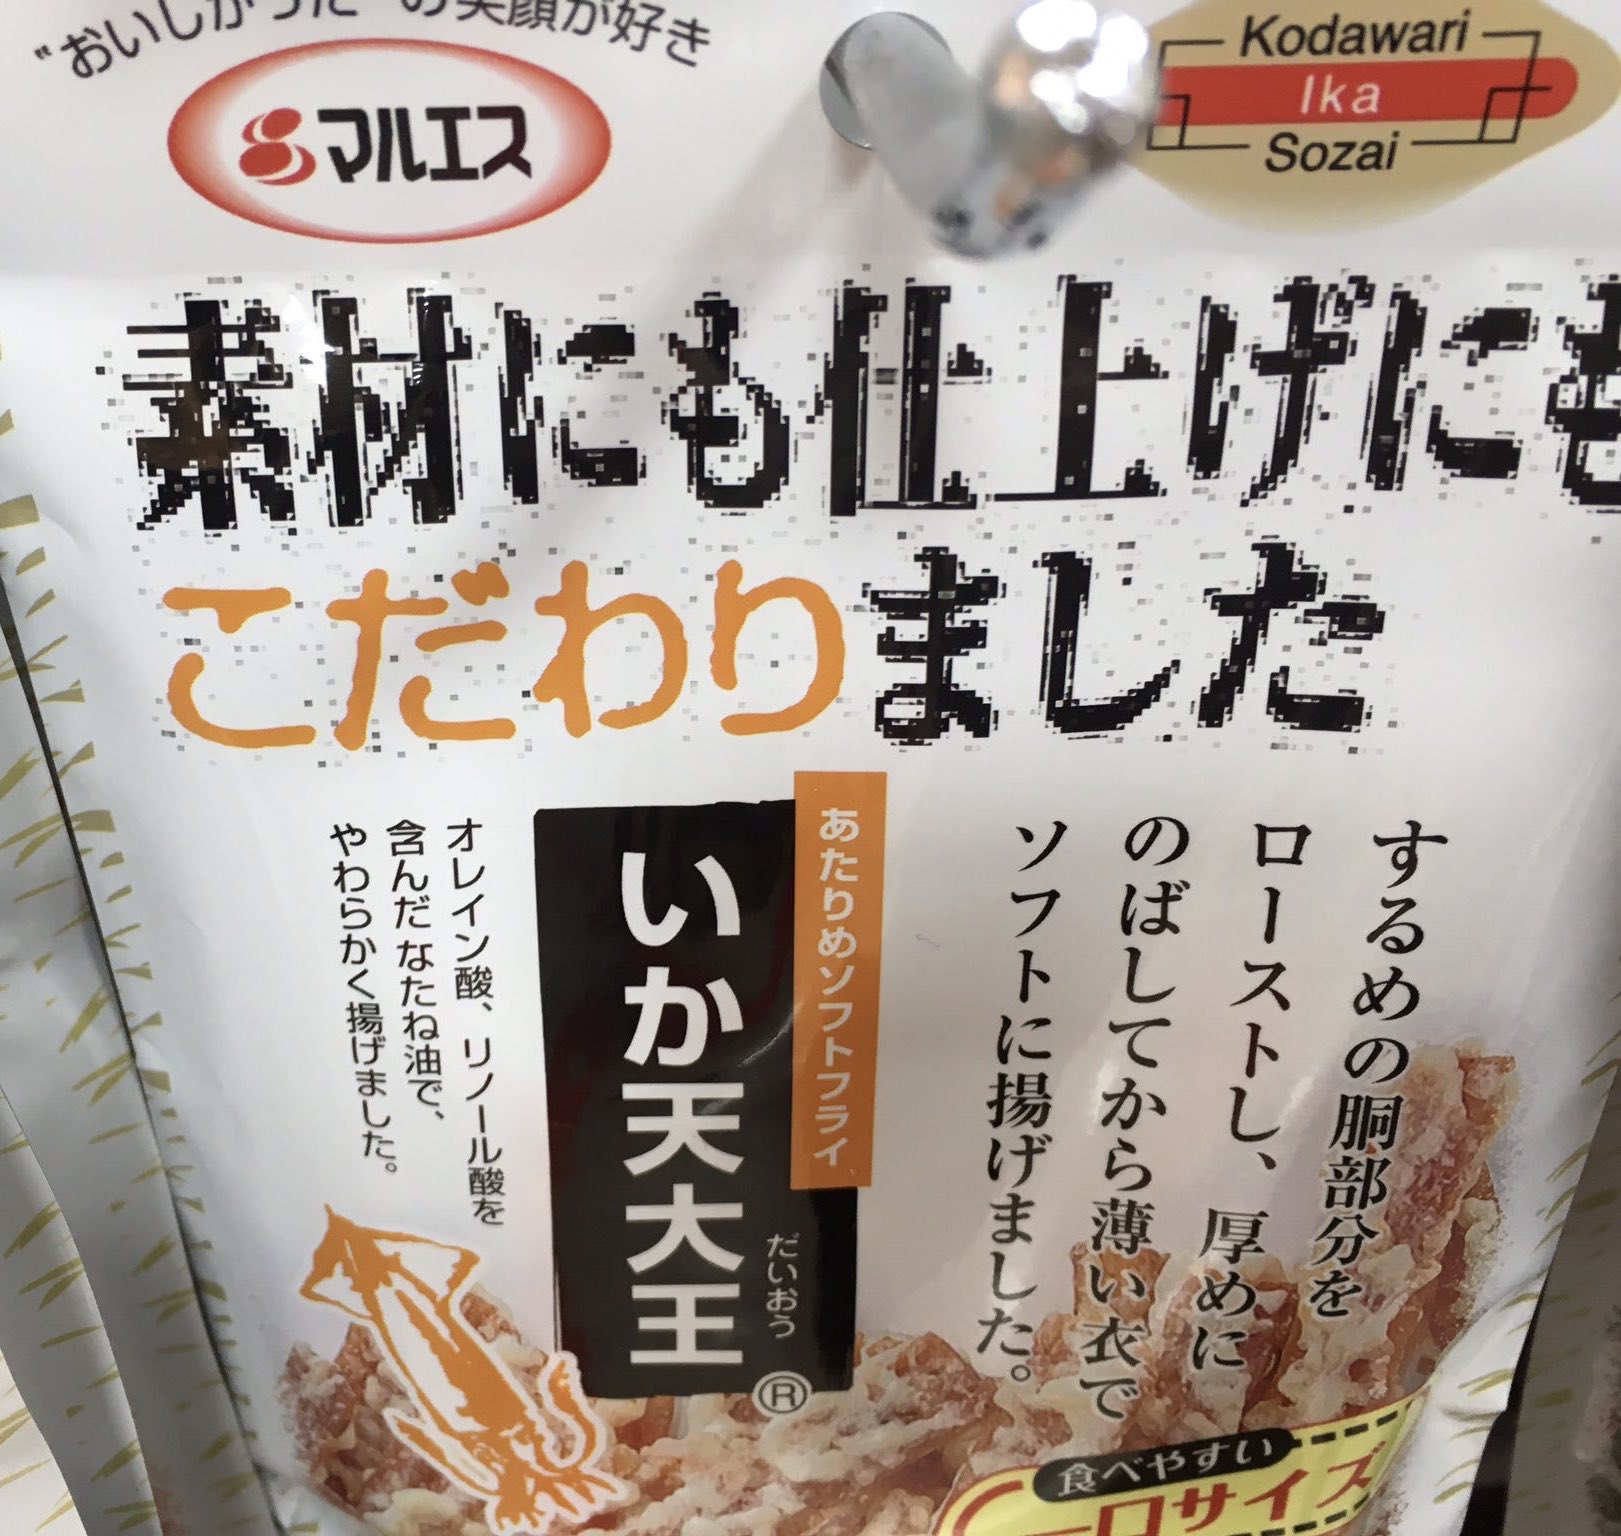 "おいしかった"の笑顔が好き
マルエス
Kodawari
Ika
Sozai
素材にも仕上げにも
こだわりました
するめの胴部分を
ローストし、厚めに
のばしてから薄い衣で
ソフトに揚げました。
あたりめソフトフライ
いか天大王
だいおう
®
オレイン酸、リノール酸を
含んだなたね油で、
やわらかく揚げました。
食べやすい
一口サイズ